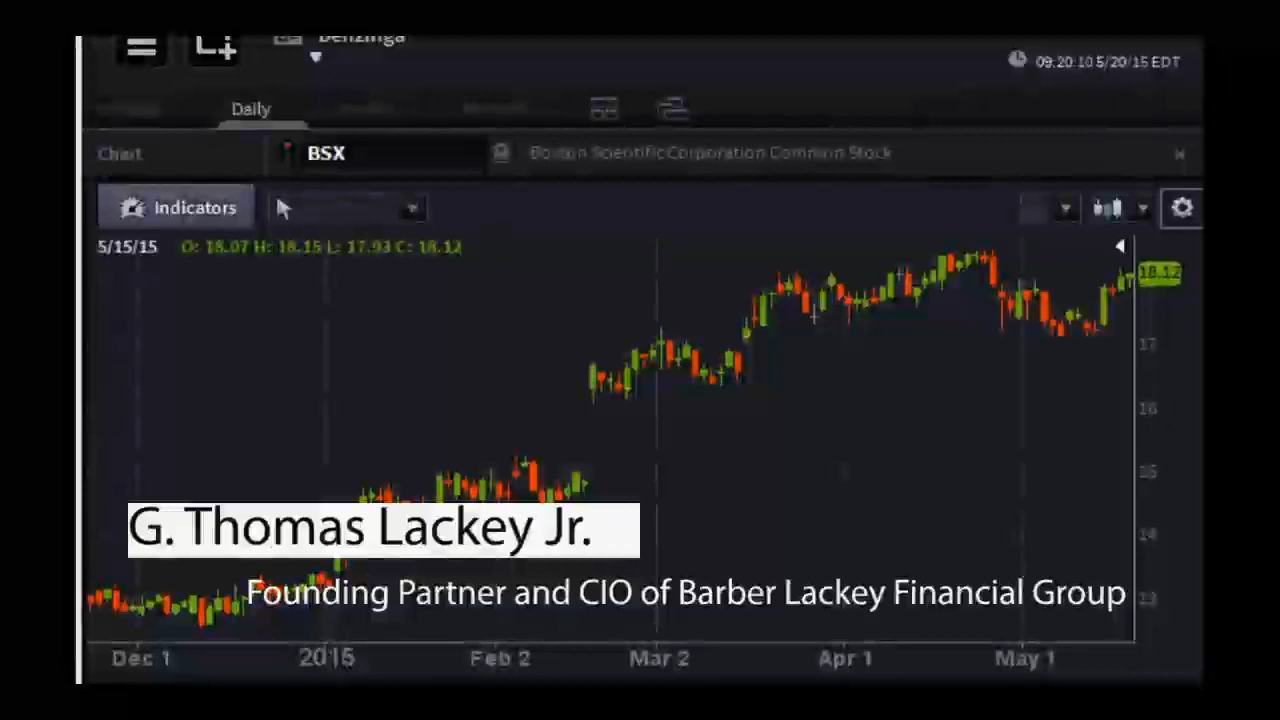 Benzinga
09:20:10 5/20/15 EDT
Daily
Chart
BSX
Boston Scientific Corporation Common Stock
Indicators
5/15/15 O: 18.07 H: 18.15 L: 17.93 C: 18.12
18.12
17
16
15
14
G. Thomas Lackey Jr.
Founding Partner and CIO of Barber Lackey Financial Group
13
Dec 1 2015 Feb 2 Mar 2 Apr 1 May 1